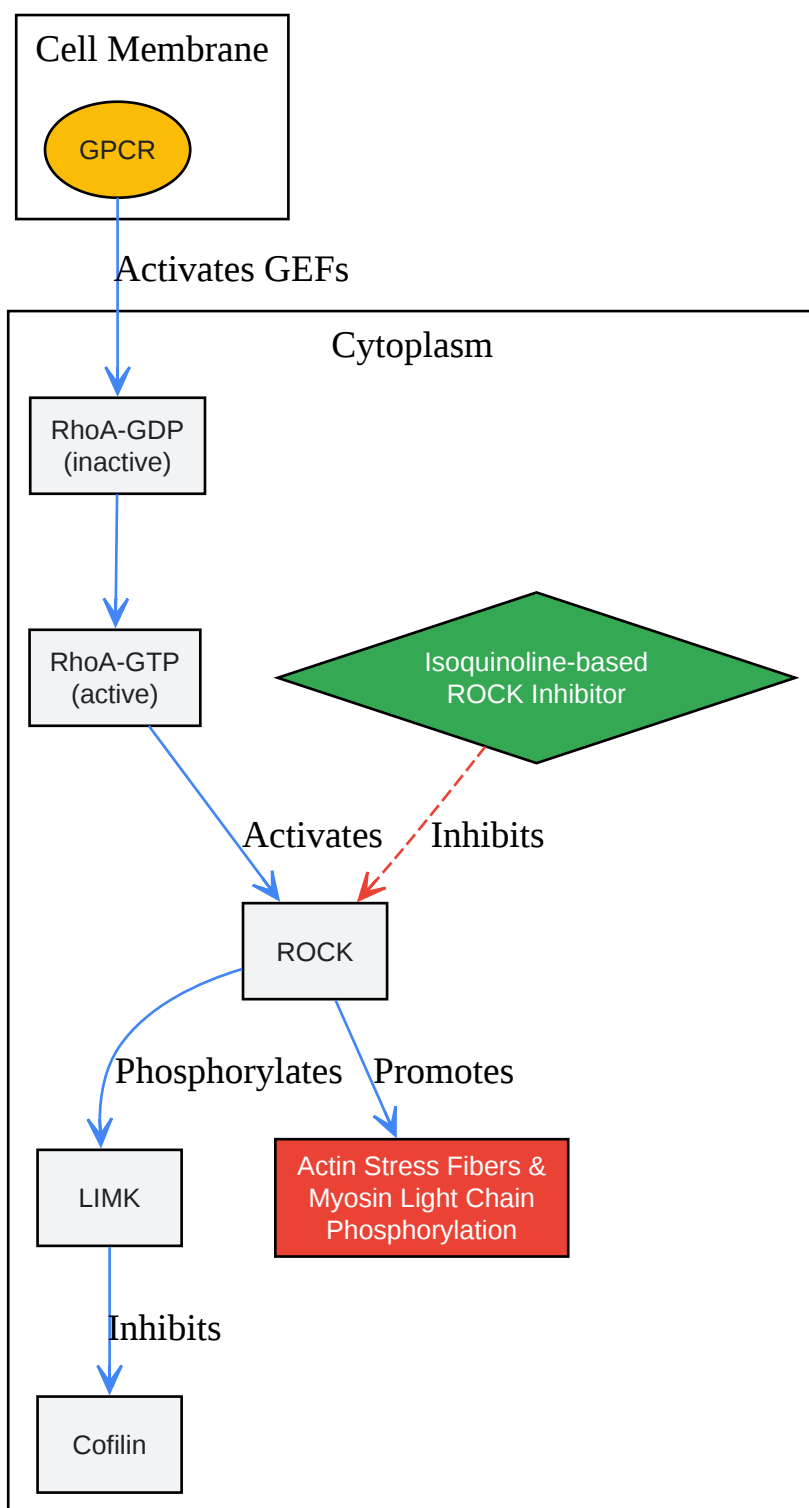 Cell Membrane
GPCR
Activates GEFs
Cytoplasm
RhoA-GDP
(inactive)
RhoA-GTP
(active)
Isoquinoline-based
ROCK Inhibitor
Activates
Inhibits
ROCK
Phosphorylates
Promotes
LIMK
Actin Stress Fibers &
Myosin Light Chain
Phosphorylation
Inhibits
Cofilin